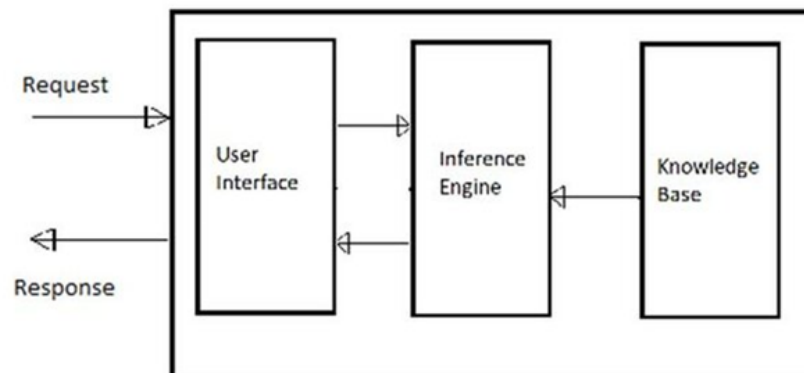 Request
User
Interface
Inference
Engine
Knowledge
Base
Response